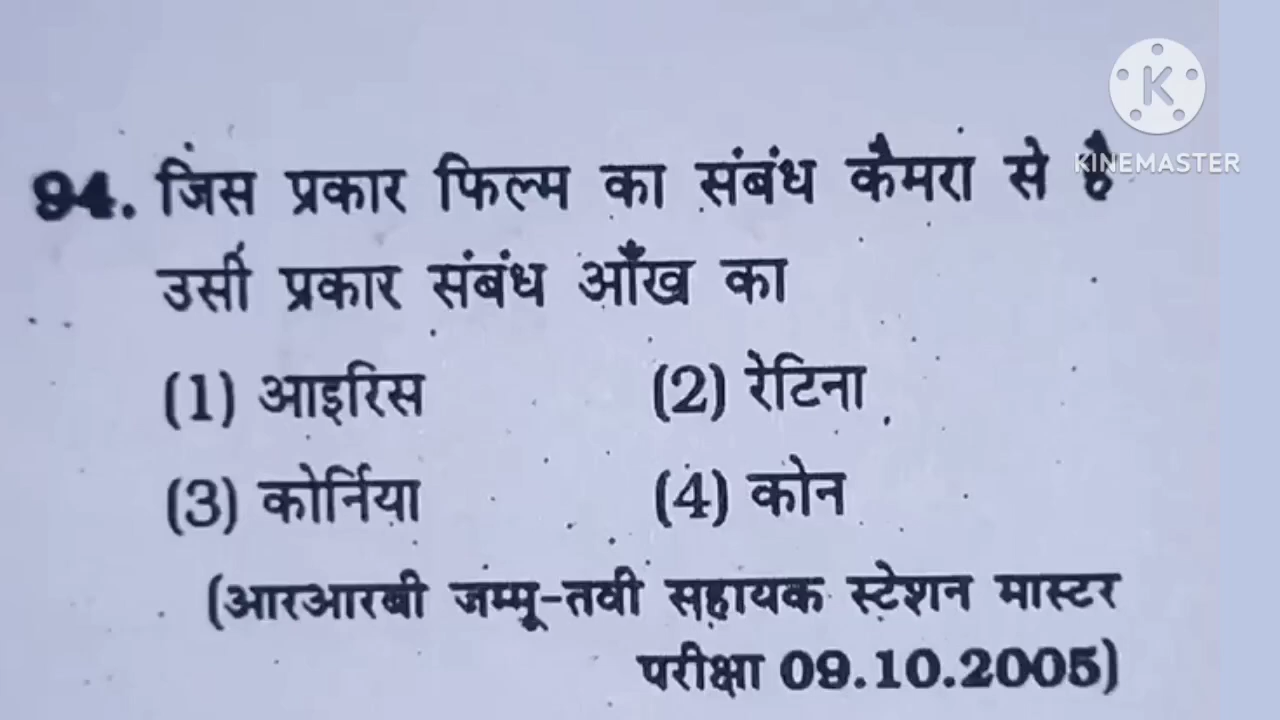 K
KINEMASTER
94. जिस प्रकार फिल्म का संबंध कैमरा से है
उसी प्रकार संबंध आँख का
(1) आइरिस (2) रेटिना
(3) कोर्निया (4) कोन
(आरआरबी जम्मू-तवी सहायक स्टेशन मास्टर
परीक्षा 09.10.2005)